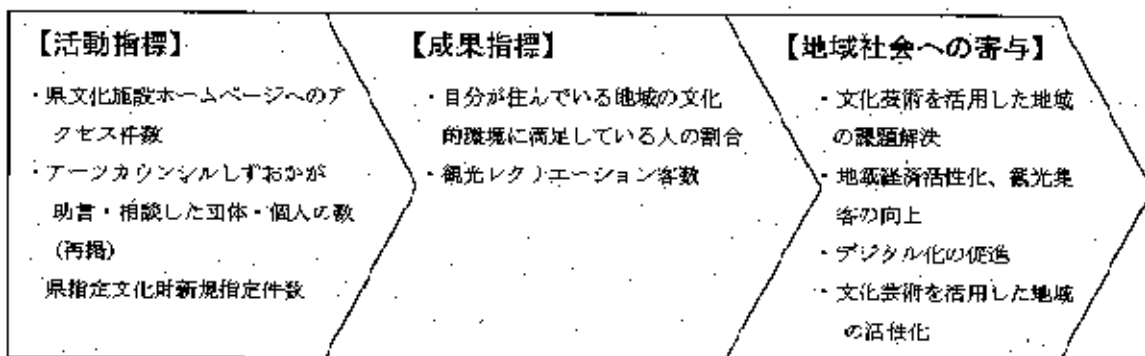 【活動指標】
・県文化施設ホームページへのア
クセス件数
・アーツカウンシルしずおかが
助言・相談した団体・個人の数
(再掲)
県指定文化財新規指定件数
【成果指標】
・自分が住んでいる地域の文化
的環境に満足している人の割合
・観光レクリエーション客数
【地域社会への寄与】
・文化芸術を活用した地域
の課題解決
・地域経済活性化、観光集
客の向上
・デジタル化の促進
・文化芸術を活用した地域
の活性化